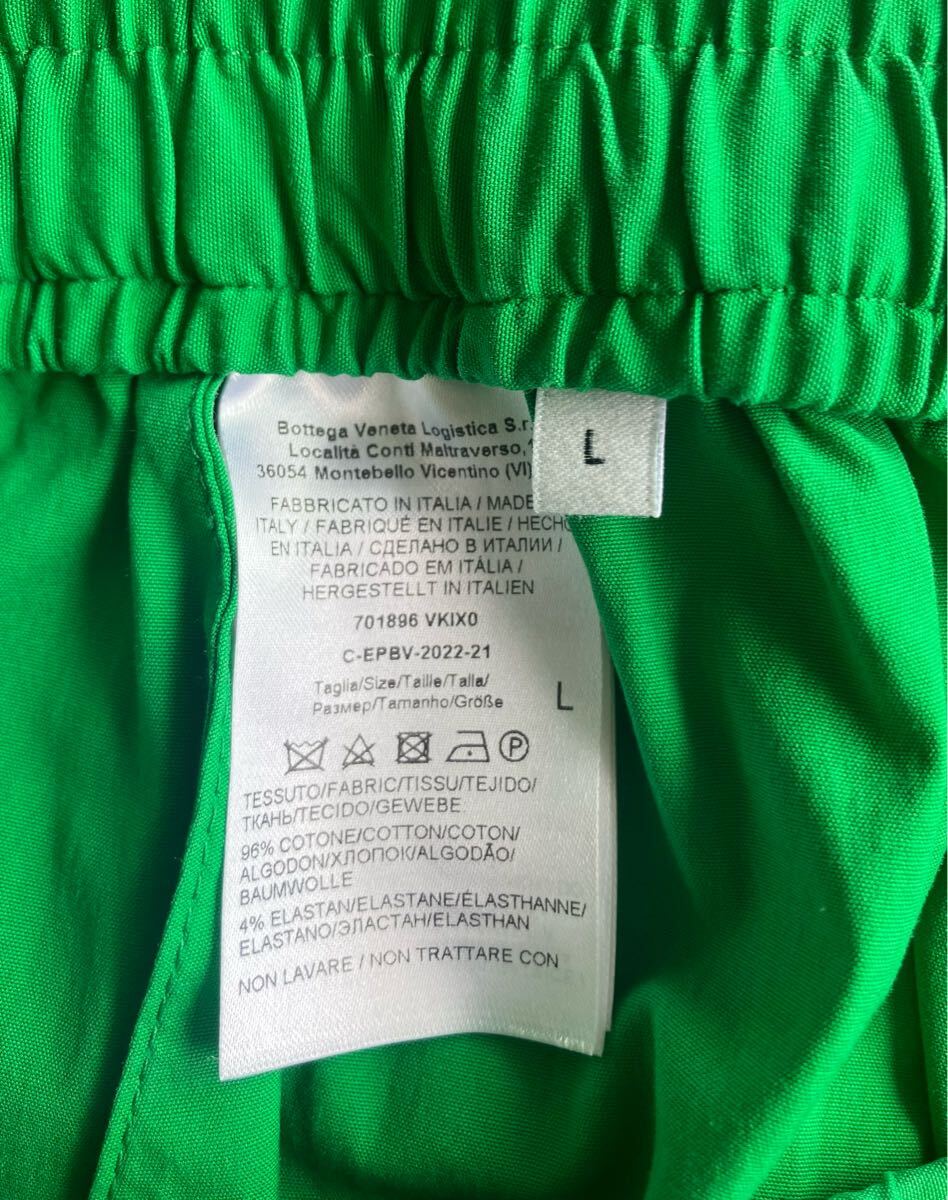 Bottega Veneta Logistica S.r.
Località Conti Maltraverso, 1
36054 Montebello Vicentino (VI)
L
FABBRICATO IN ITALIA / MADE
ITALY / FABRIQUÉ EN ITALIE / HECHO
EN ITALIA / СДЕЛАНО В ИТАЛИИ /
FABRICADO EM ITÁLIA /
HERGESTELLT IN ITALIEN
701896 VKIX0
C-EPBV-2022-21
Taglia/Size/Taille/Talla/
Размер/Tamanho/Größe
L
P
TESSUTO/FABRIC/TISSU/TEJIDO/
ТКАНЬ/TECIDO/GEWEBE
96% COTONE/COTTON/COTON/
ALGODON/ХЛОПОК/ALGODÃO/
BAUMWOLLE
4% ELASTAN/ELASTANE/ÉLASTHANNE/
ELASTANO/ЭЛАСТАН/ELASTHAN
NON LAVARE / NON TRATTARE CON